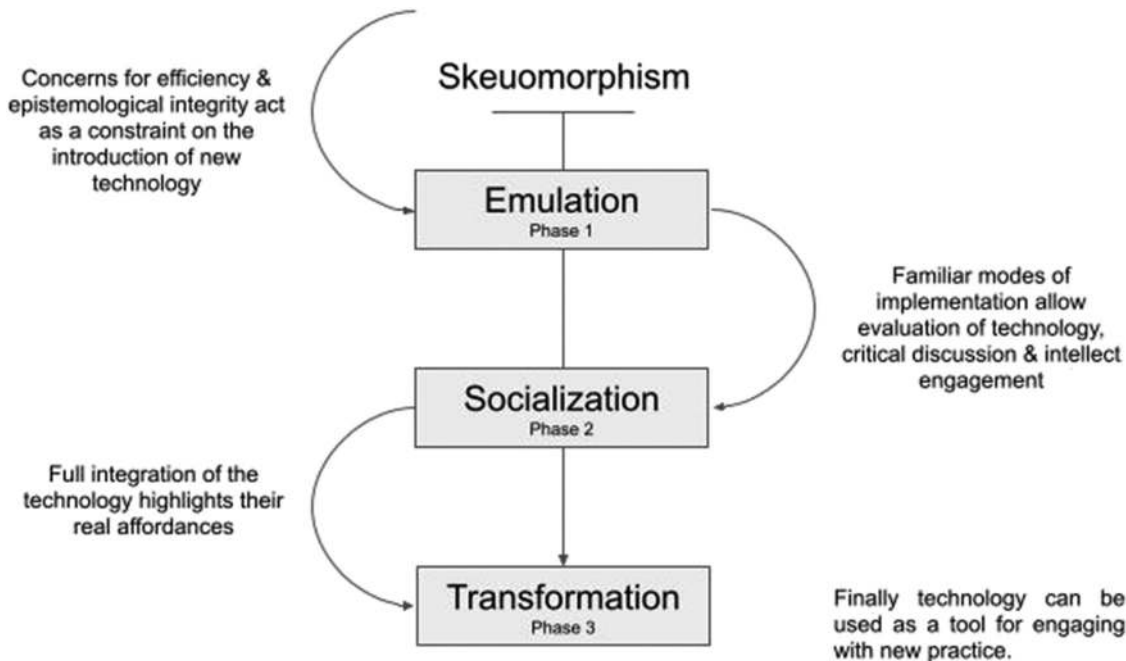 Skeuomorphism
Concerns for efficiency &
epistemological integrity act
as a constraint on the
introduction of new
technology
Emulation
Phase 1
Familiar modes of
implementation allow
evaluation of technology,
critical discussion & intellect
engagement
Socialization
Phase 2
Full integration of the
technology highlights their
real affordances
Transformation
Phase 3
Finally technology can be
used as a tool for engaging
with new practice.